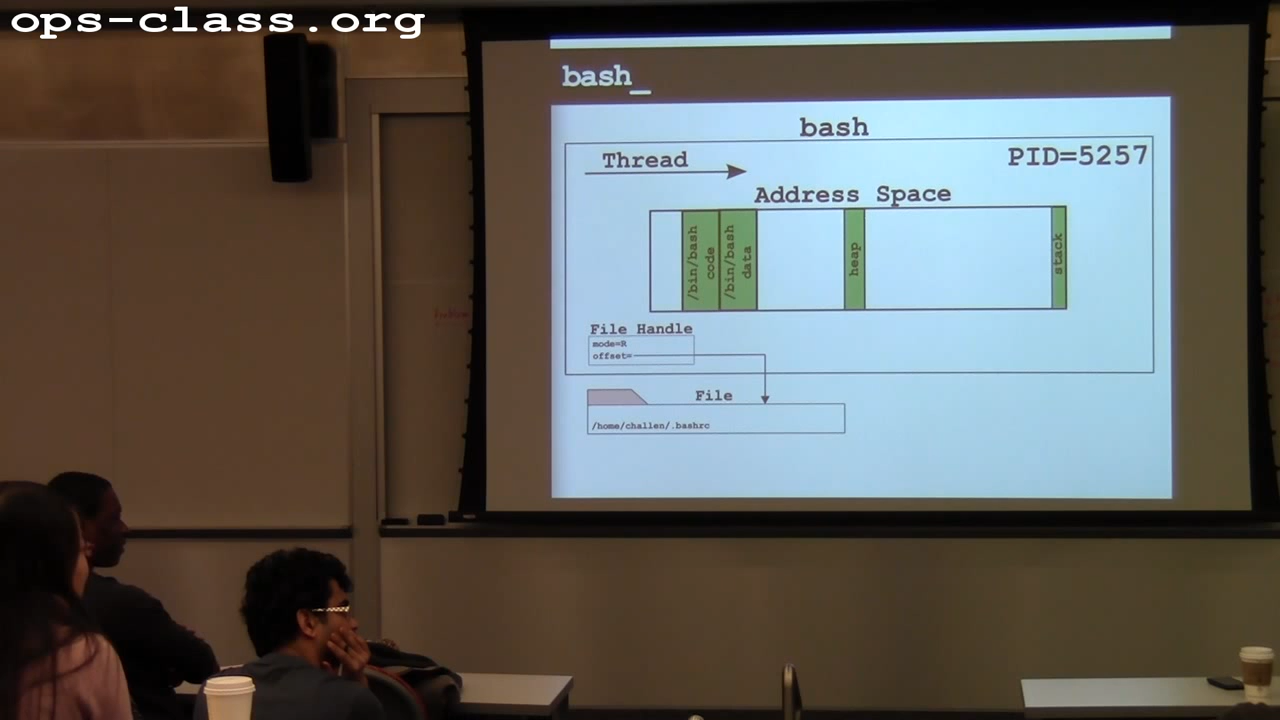 ops-class.org
bash_
bash
Thread
PID=5257
Address Space
/bin/bash
code
/bin/bash
data
heap
stack
File Handle
mode=R
offset=
File
/home/challen/.bashrc